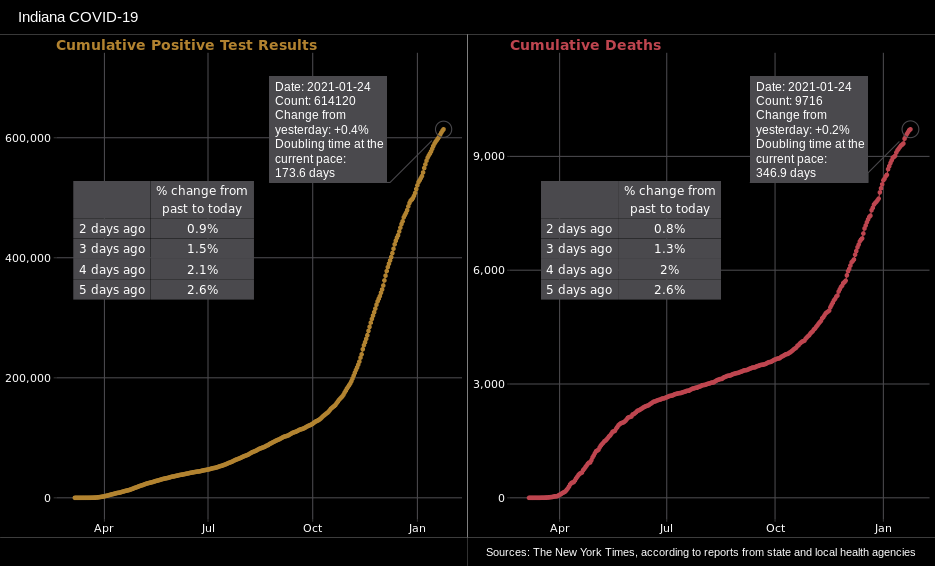 Indiana COVID-19
Cumulative Positive Test Results
Date: 2021-01-24
Count: 614120
Change from
yesterday: +0.4%
Doubling time at the
current pace:
173.6 days
% change from
past to today
2 days ago 0.9%
3 days ago 1.5%
4 days ago 2.1%
5 days ago 2.6%
600,000
400,000
200,000
0
Apr Jul Oct Jan
Cumulative Deaths
Date: 2021-01-24
Count: 9716
Change from
yesterday: +0.2%
Doubling time at the
current pace:
346.9 days
% change from
past to today
2 days ago 0.8%
3 days ago 1.3%
4 days ago 2%
5 days ago 2.6%
9,000
6,000
3,000
0
Apr Jul Oct Jan
Sources: The New York Times, according to reports from state and local health agencies